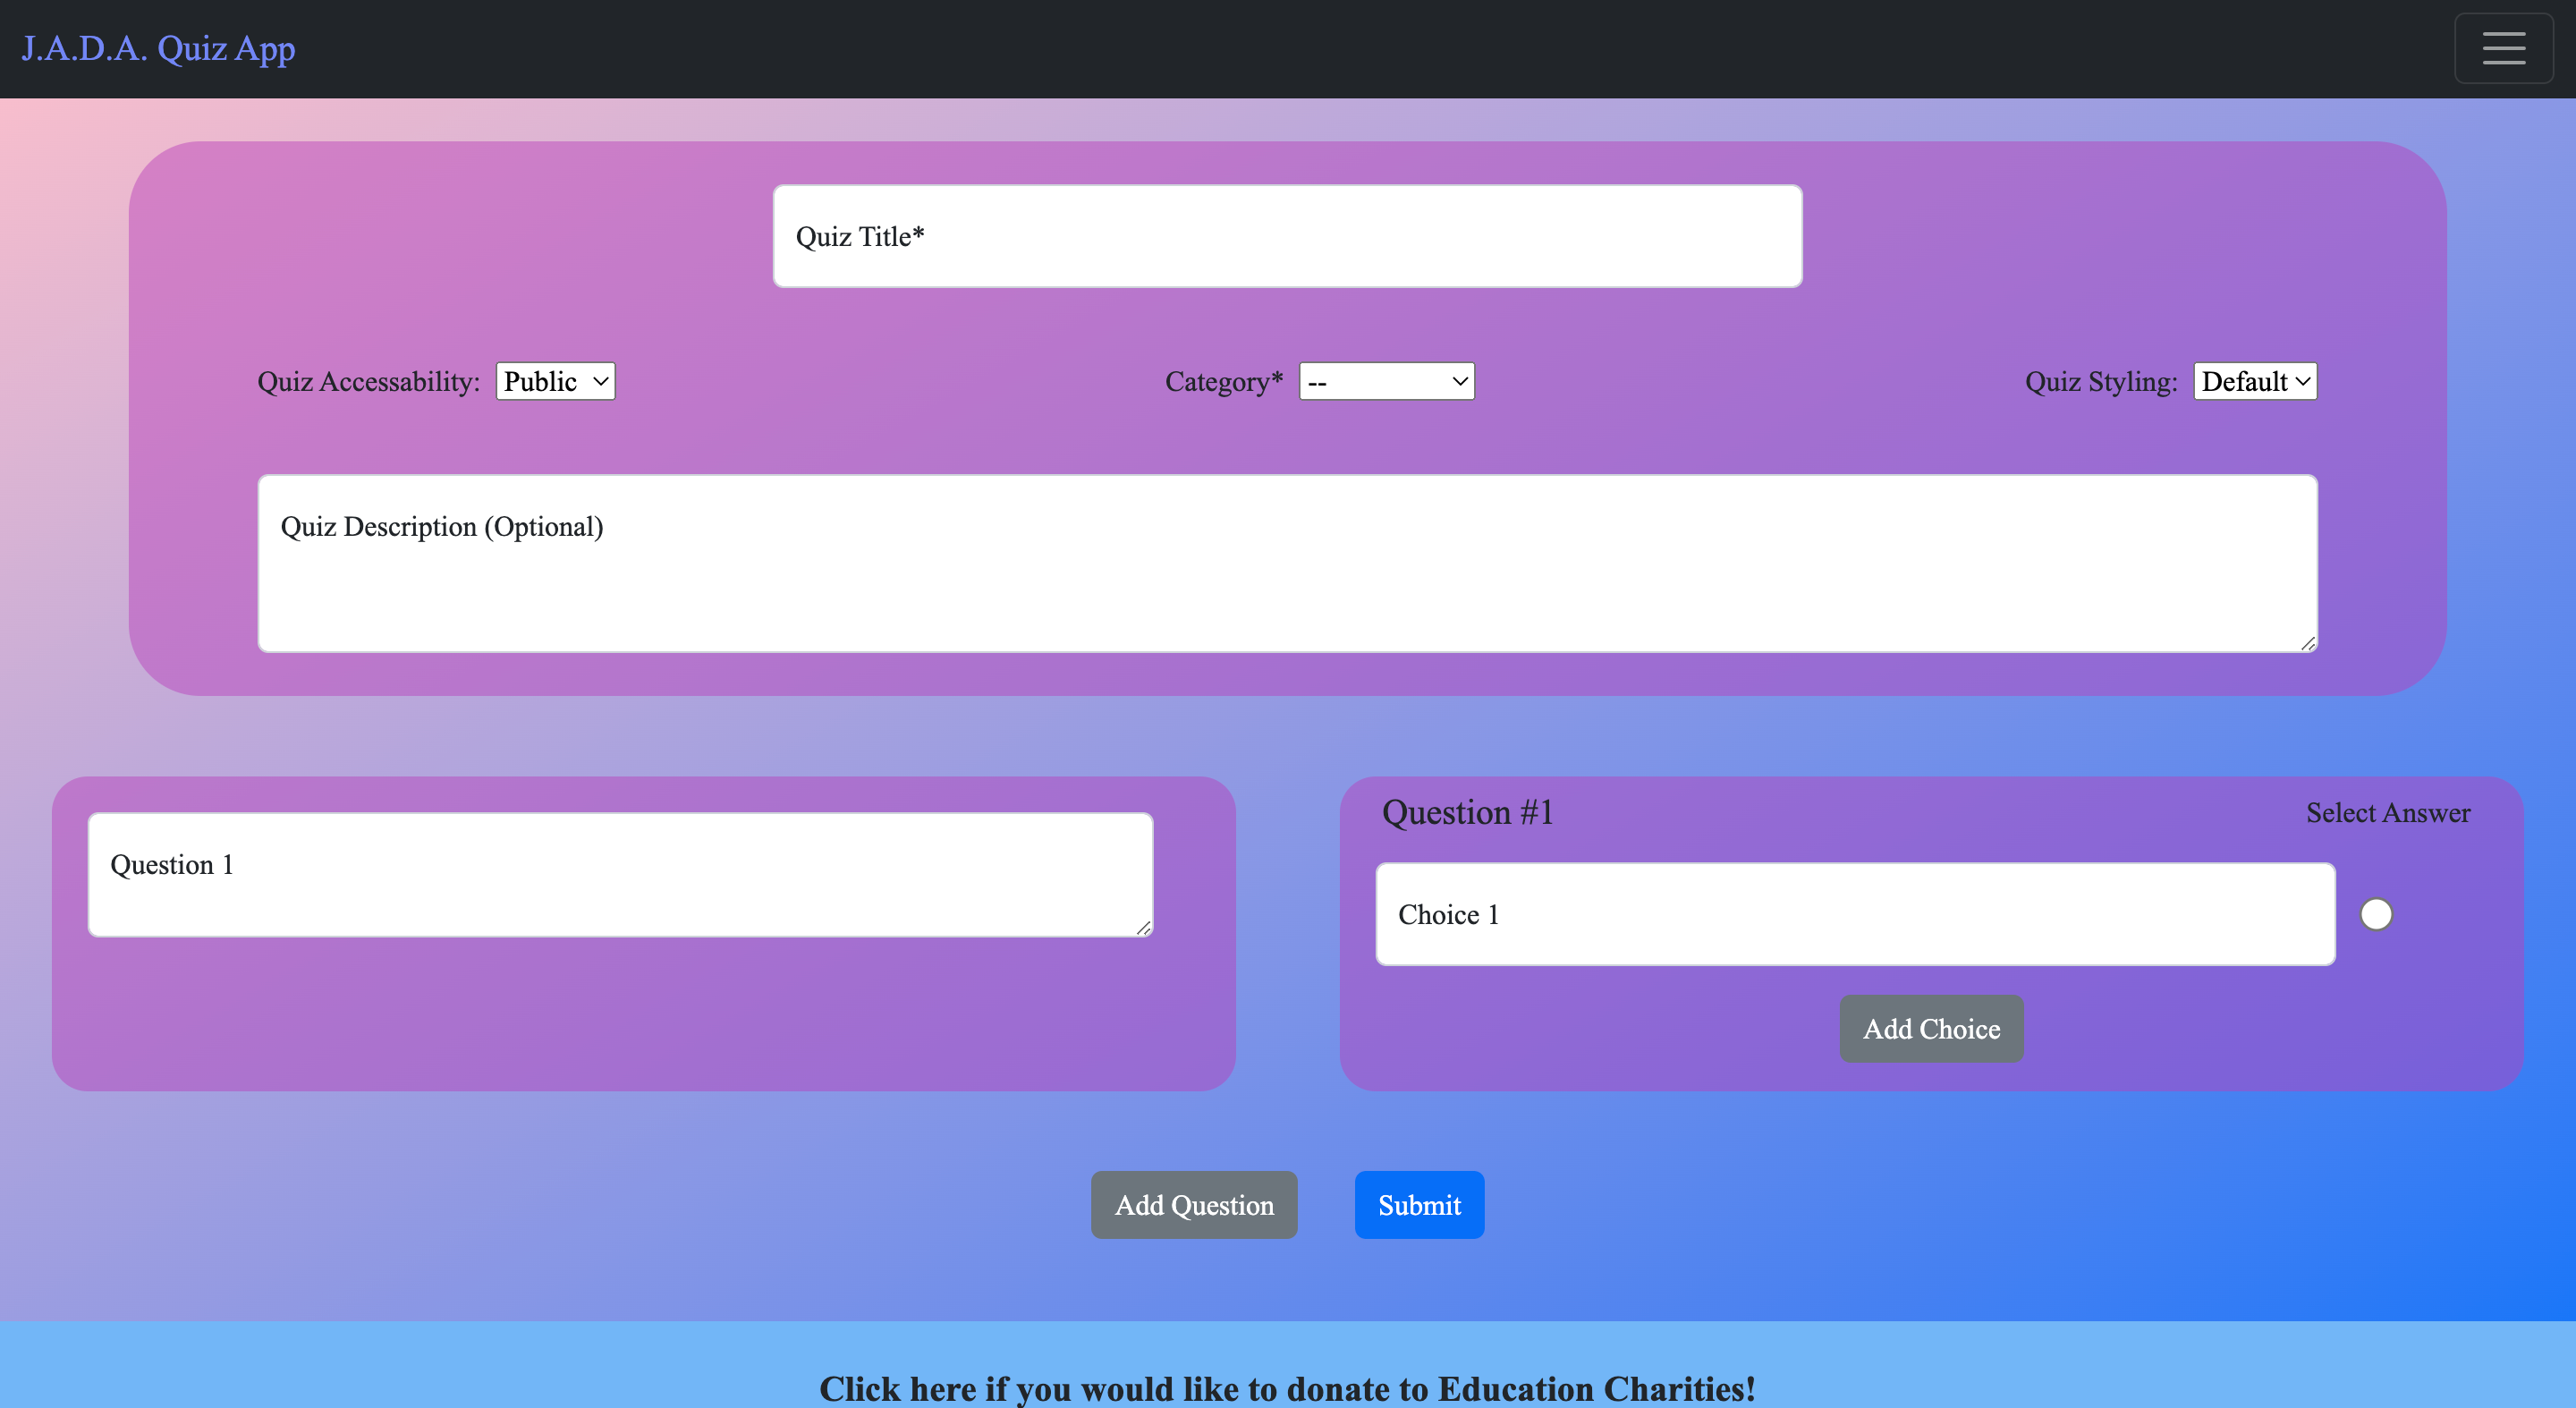 J.A.D.A. Quiz App
Quiz Title*
Quiz Accessability: Public Category* -- Quiz Styling: Default
Quiz Description (Optional)
Question 1
Question #1 Select Answer
Choice 1
Add Choice
Add Question Submit
Click here if you would like to donate to Education Charities!